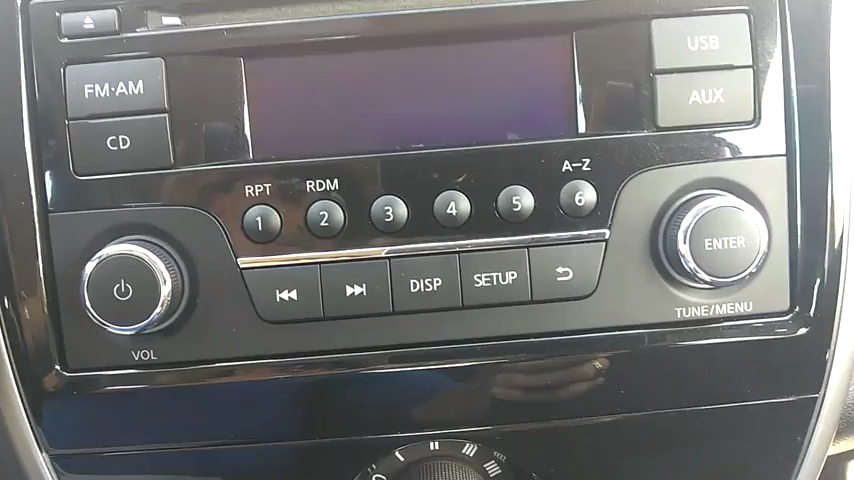 USB
FM·AM
AUX
CD
RPT
RDM
A-Z
1
2
3
4
5
6
ENTER
DISP
SETUP
TUNE/MENU
VOL